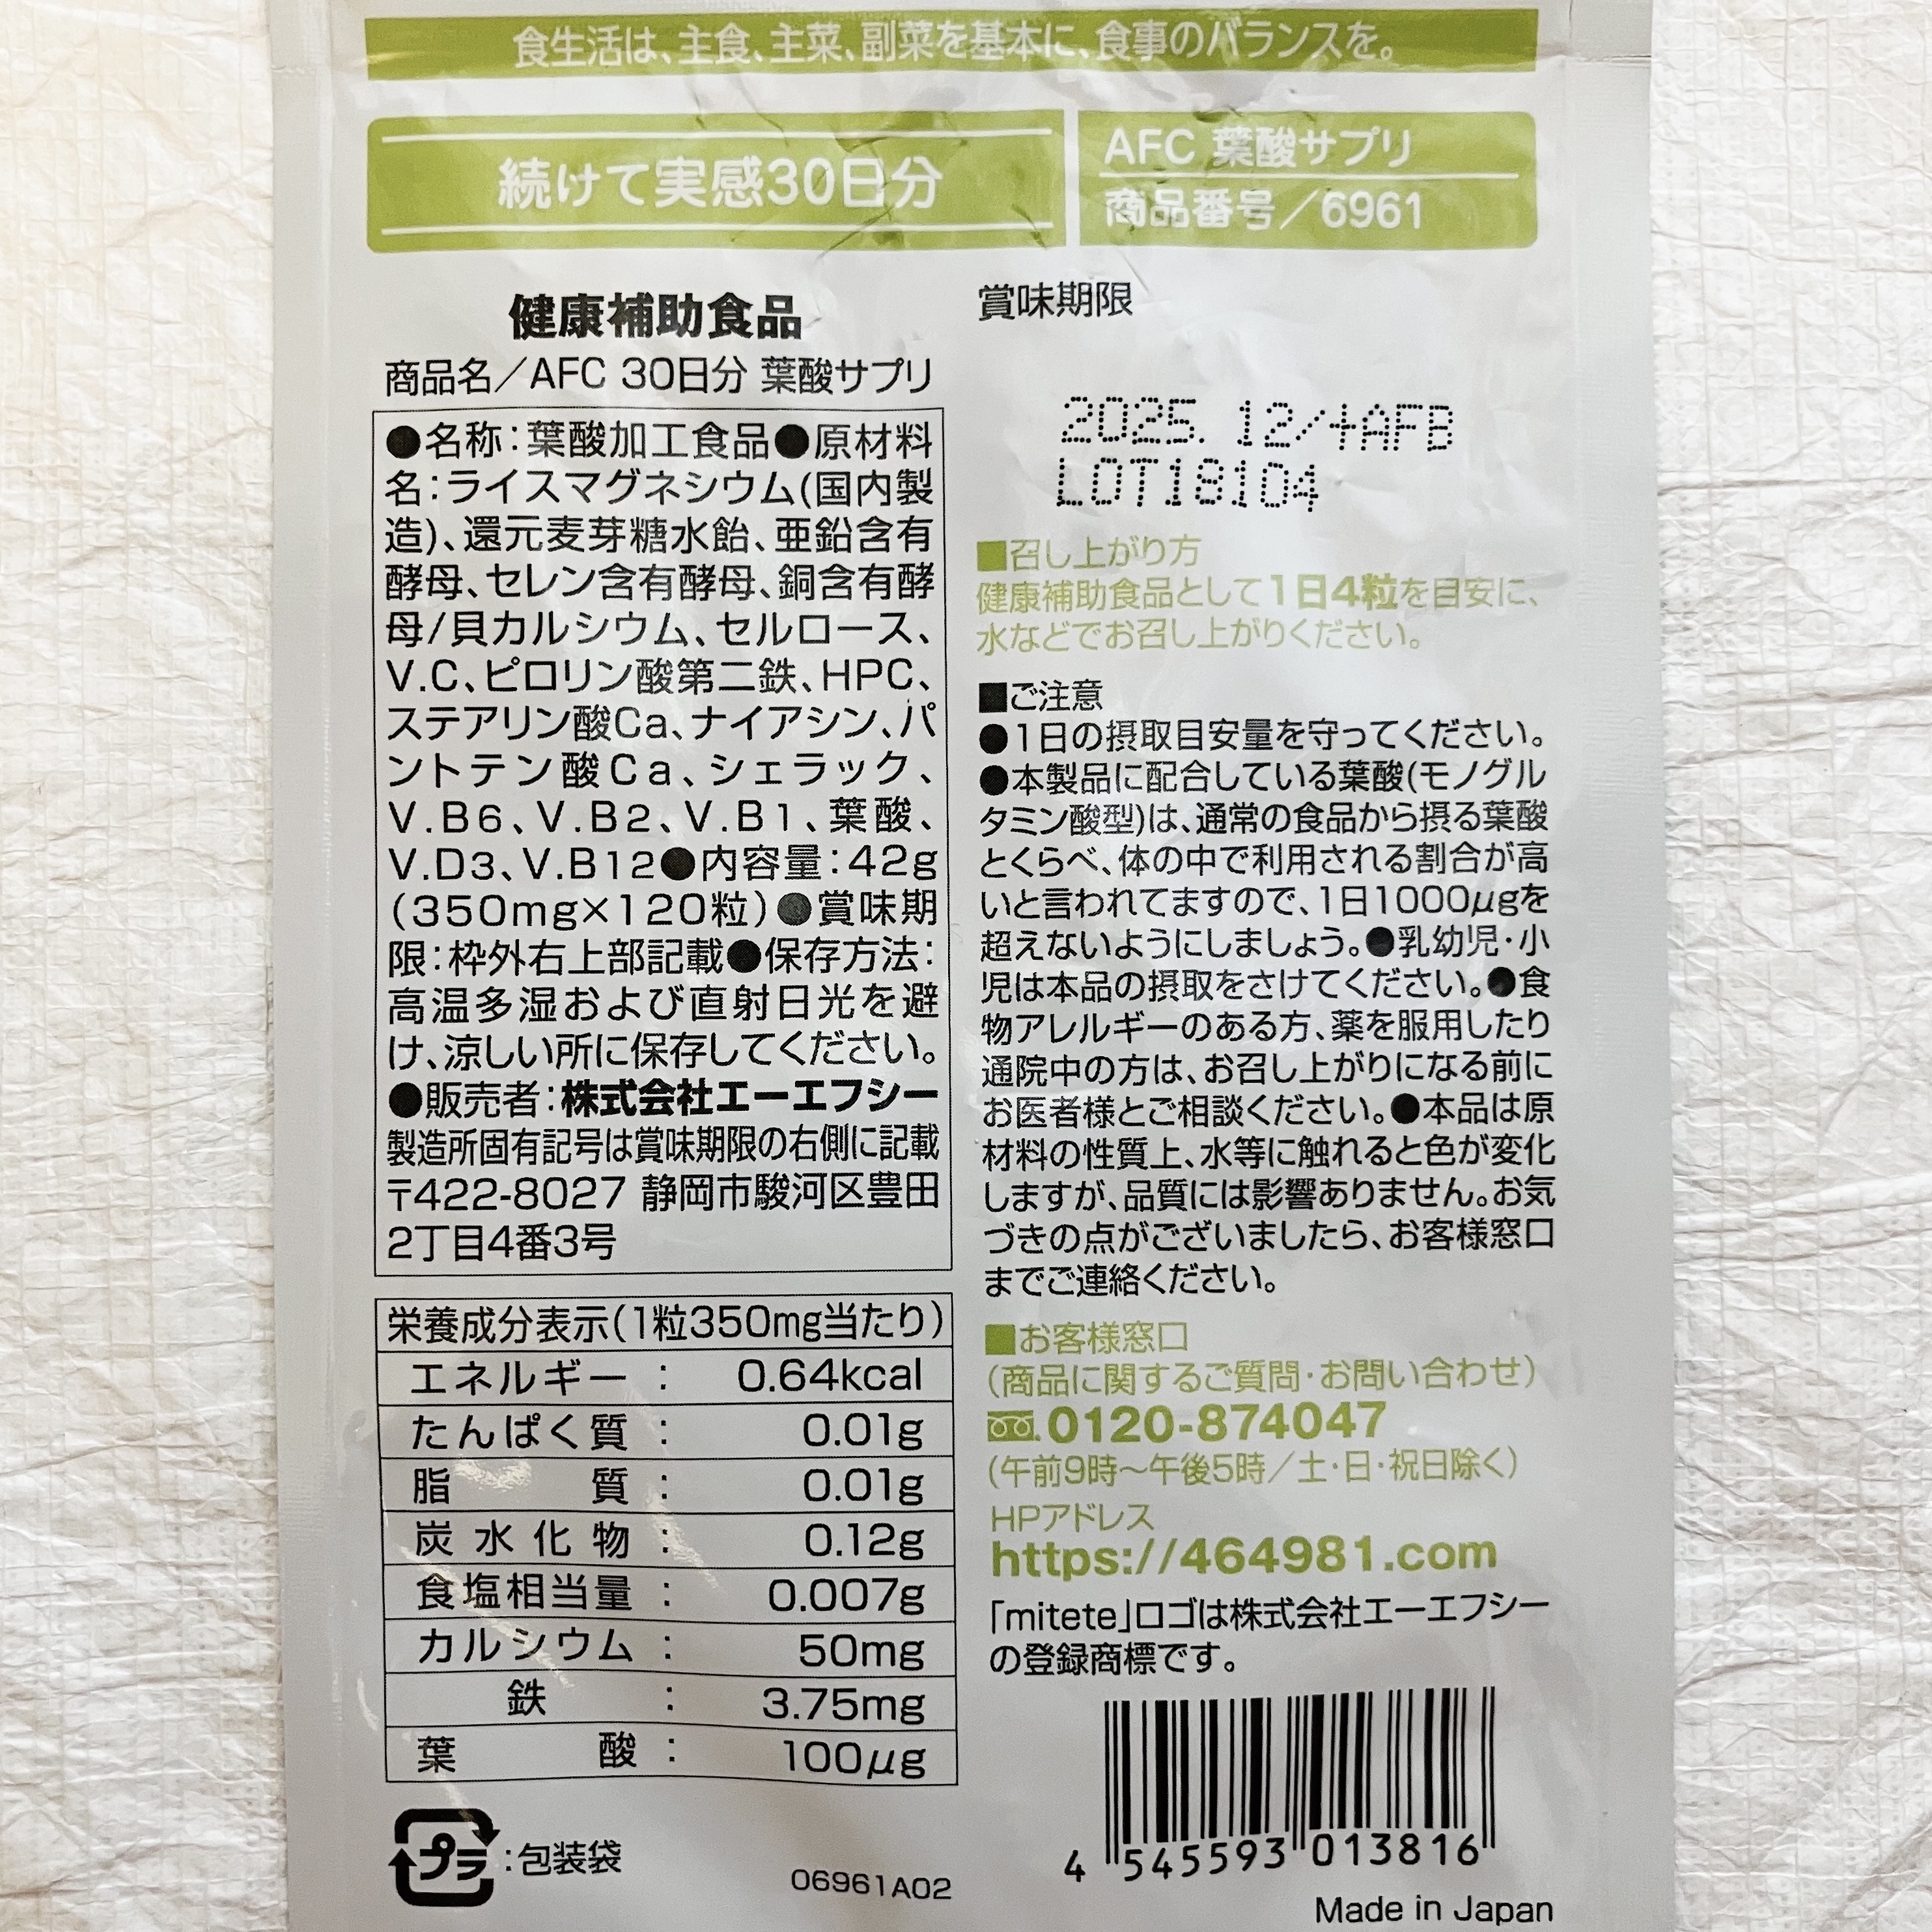 食生活は、主食、主菜、副菜を基本に、食事のバランスを。
続けて実感30日分
AFC 葉酸サプリ
商品番号／6961
健康補助食品
商品名／AFC 30日分 葉酸サプリ
●名称：葉酸加工食品●原材料
名：ライスマグネシウム(国内製
造)、還元麦芽糖水飴、亜鉛含有
酵母、セレン含有酵母、銅含有酵
母/貝カルシウム、セルロース、
V.C、ピロリン酸第二鉄、HPC、
ステアリン酸Ca、ナイアシン、パ
ントテン酸Ca、シェラック、
V.B6、V.B2、V.B1、葉酸、
V.D3、V.B12●内容量：42g
(350mg×120粒)●賞味期
限：枠外右上部記載●保存方法：
高温多湿および直射日光を避
け、涼しい所に保存してください。
●販売者：株式会社エーエフシー
製造所固有記号は賞味期限の右側に記載
〒422-8027 静岡市駿河区豊田
2丁目4番3号
栄養成分表示(1粒350mg当たり)
エネルギー： 0.64kcal
たんぱく質： 0.01g
脂質： 0.01g
炭水化物： 0.12g
食塩相当量： 0.007g
カルシウム： 50mg
鉄： 3.75mg
葉酸： 100μg
プラ：包装袋
06961A02
賞味期限
2025.12/+AFB
LOT18104
■召し上がり方
健康補助食品として1日4粒を目安に、
水などでお召し上がりください。
■ご注意
●1日の摂取目安量を守ってください。
●本製品に配合している葉酸(モノグル
タミン酸型)は、通常の食品から摂る葉酸
とくらべ、体の中で利用される割合が高
いと言われてますので、1日1000μgを
超えないようにしましょう。●乳幼児・小
児は本品の摂取をさけてください。●食
物アレルギーのある方、薬を服用したり
通院中の方は、お召し上がりになる前に
お医者様とご相談ください。●本品は原
材料の性質上、水等に触れると色が変化
しますが、品質には影響ありません。お気
づきの点がございましたら、お客様窓口
までご連絡ください。
■お客様窓口
(商品に関するご質問・お問い合わせ)
0120-874047
(午前9時〜午後5時／土・日・祝日除く)
HPアドレス
https://464981.com
「mitete」ロゴは株式会社エーエフシー
の登録商標です。
4 545593 013816
Made in Japan